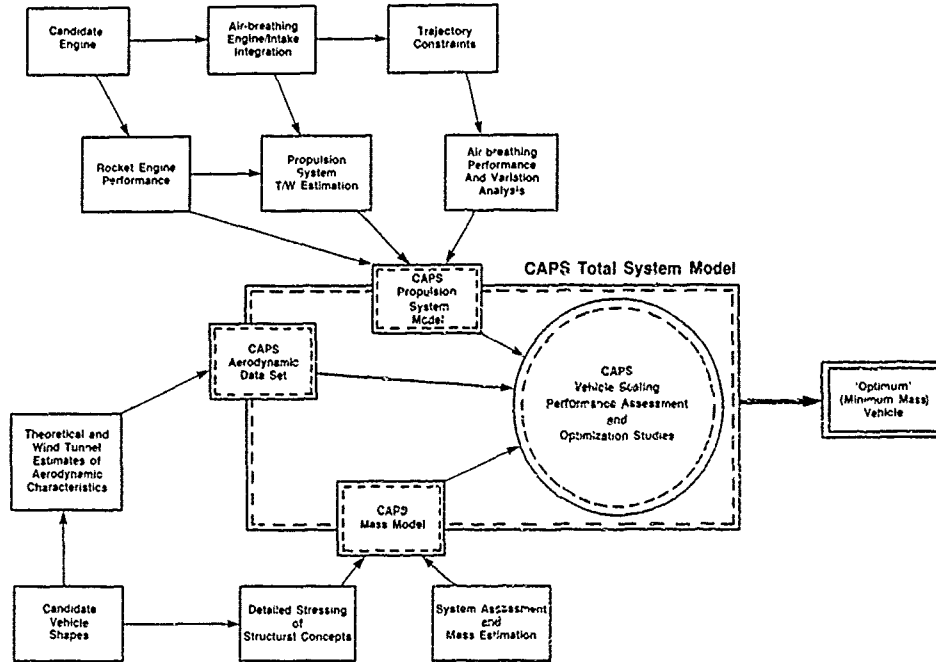 Candidate
Engine
Air-breathing
Engine/Intake
Integration
Trajectory
Constraints
Rocket Engine
Performance
Propulsion
System
T/W Estimation
Air breathing
Performance
And Variation
Analysis
CAPS Total System Model
CAPS
Propulsion
System
Model
CAPS
Aerodynamic
Data Set
CAPS
Vehicle Scaling
Performance Assessment
and
Optimization Studies
'Optimum'
(Minimum Mass)
Vehicle
Theoretical and
Wind Tunnel
Estimates of
Aerodynamic
Characteristics
CAPS
Mass Model
Candidate
Vehicle
Shapes
Detailed Stressing
of
Structural Concepts
System Assessment
and
Mass Estimation